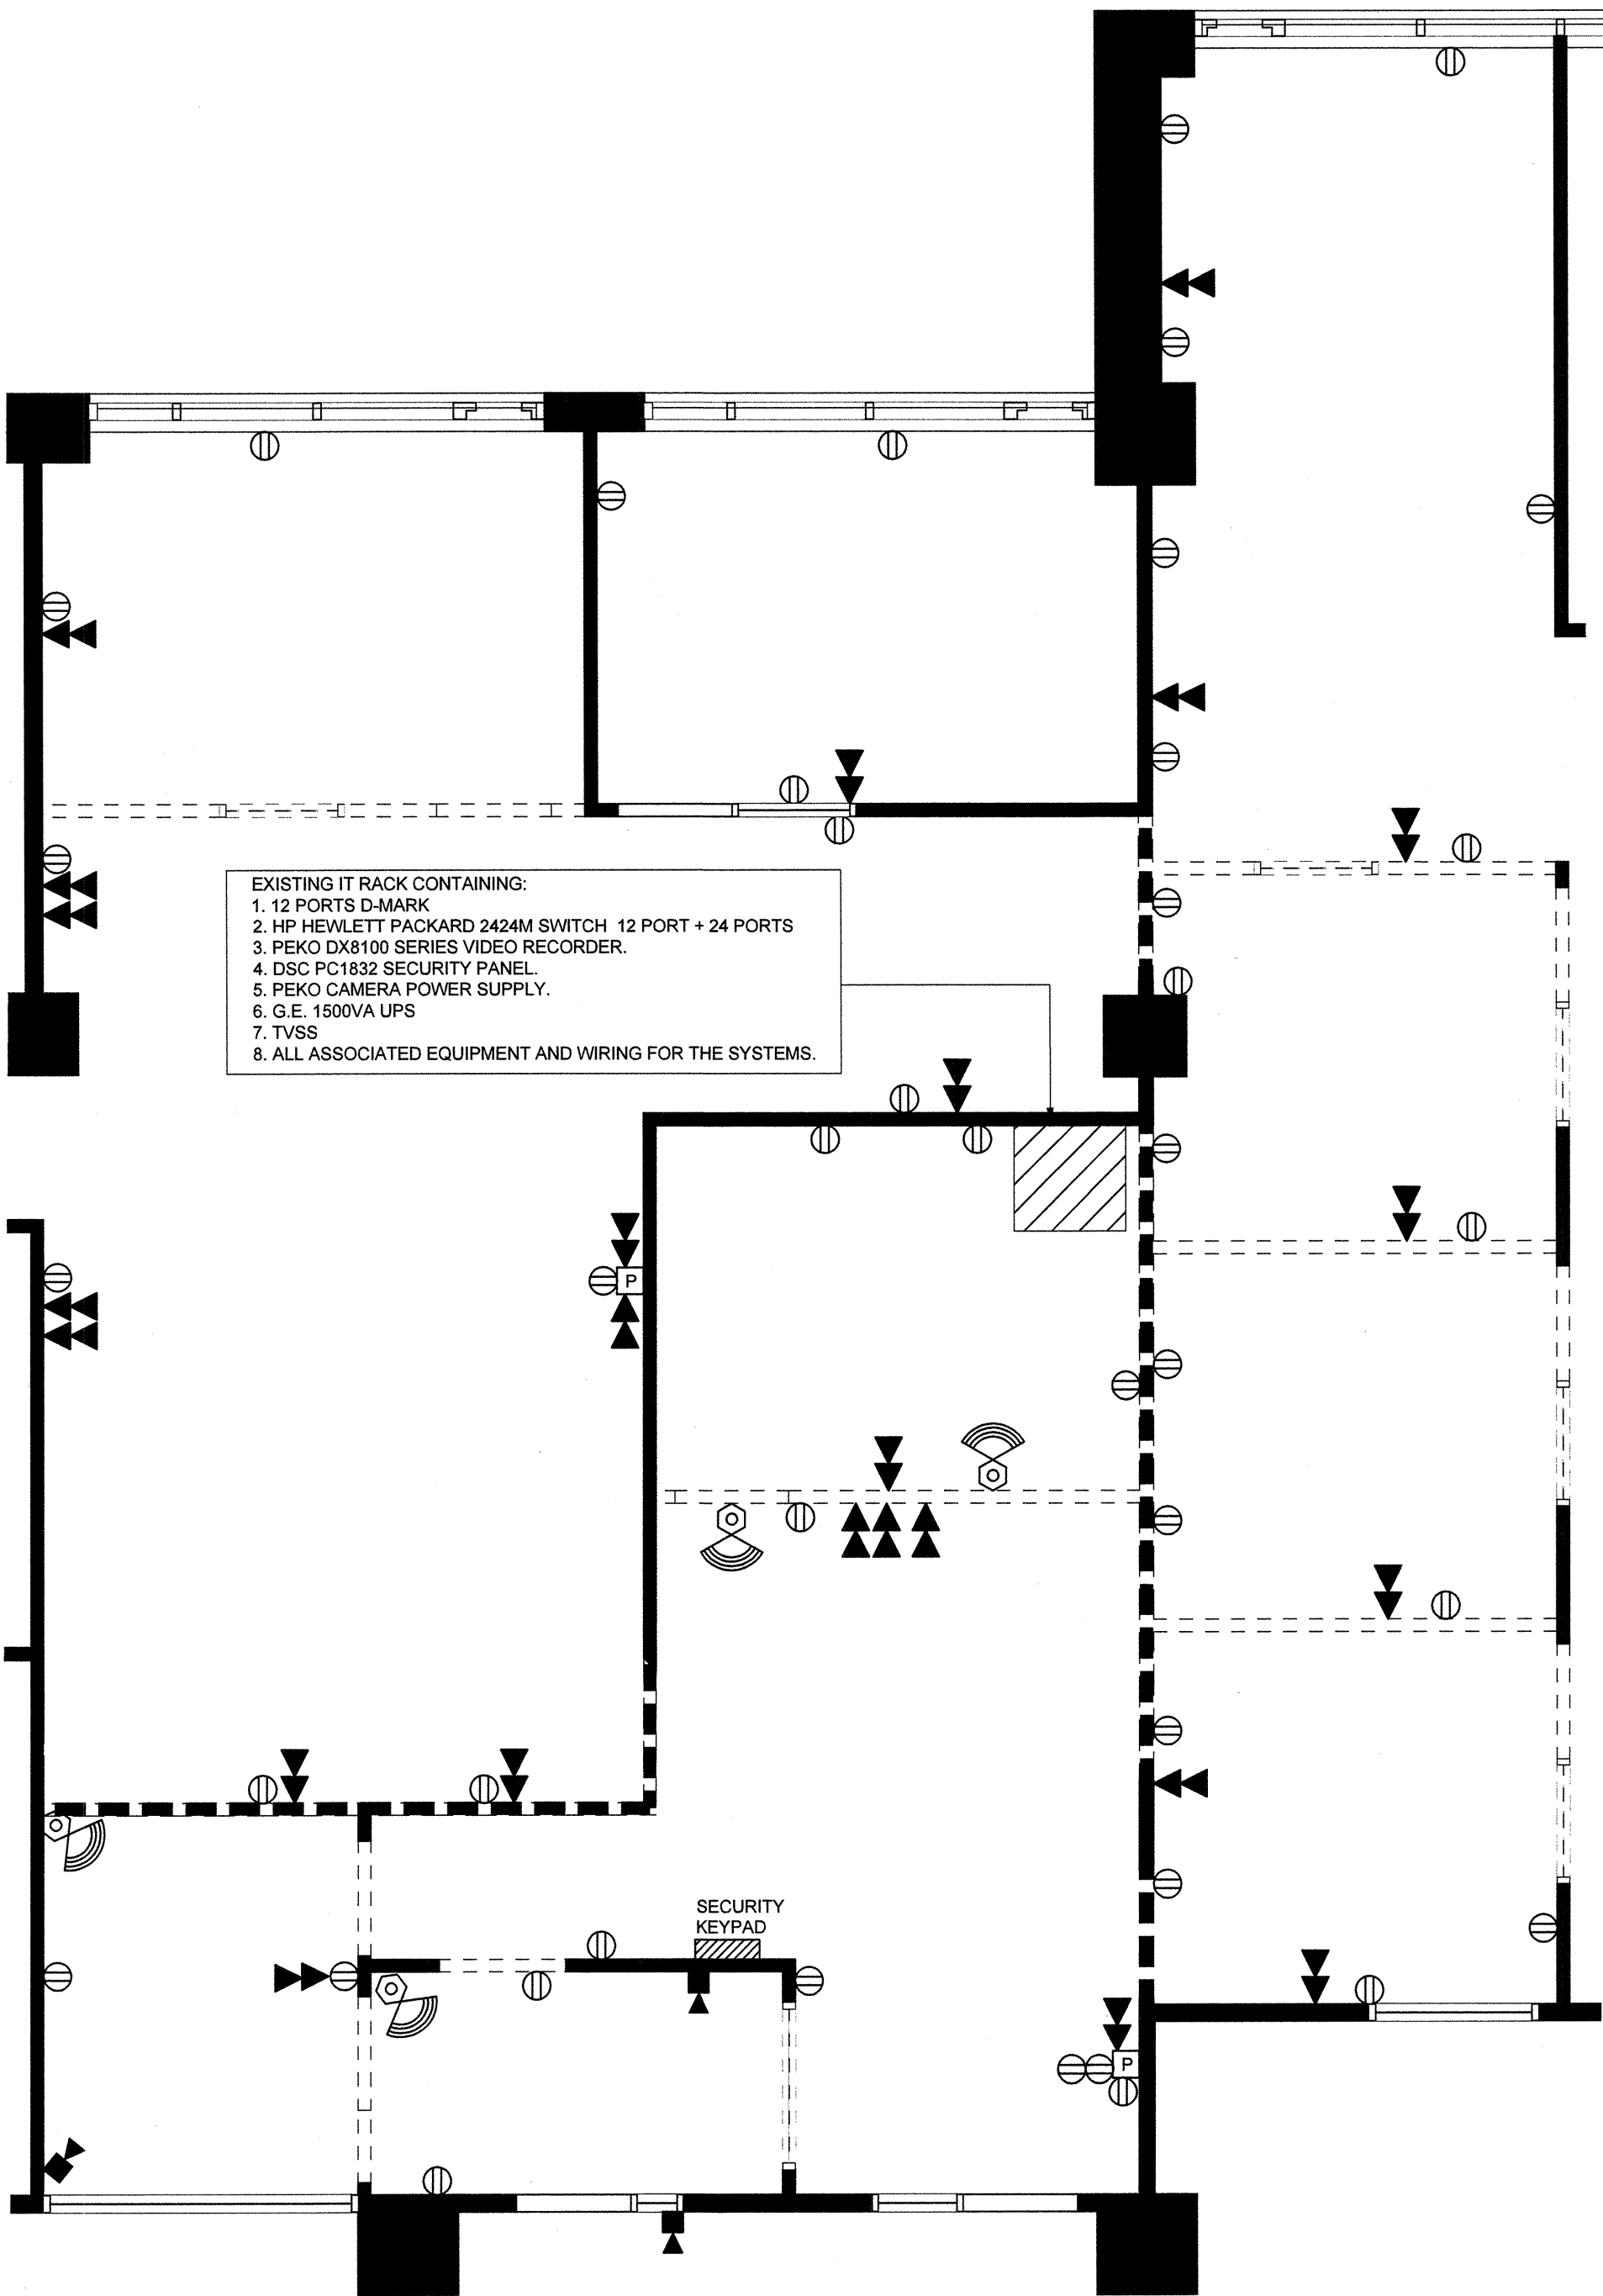 EXISTING IT RACK CONTAINING:
1. 12 PORTS D-MARK
2. HP HEWLETT PACKARD 2424M SWITCH 12 PORT + 24 PORTS
3. PEKO DX8100 SERIES VIDEO RECORDER.
4. DSC PC1832 SECURITY PANEL.
5. PEKO CAMERA POWER SUPPLY.
6. G.E. 1500VA UPS
7. TVSS
8. ALL ASSOCIATED EQUIPMENT AND WIRING FOR THE SYSTEMS.
P
SECURITY
KEYPAD
P